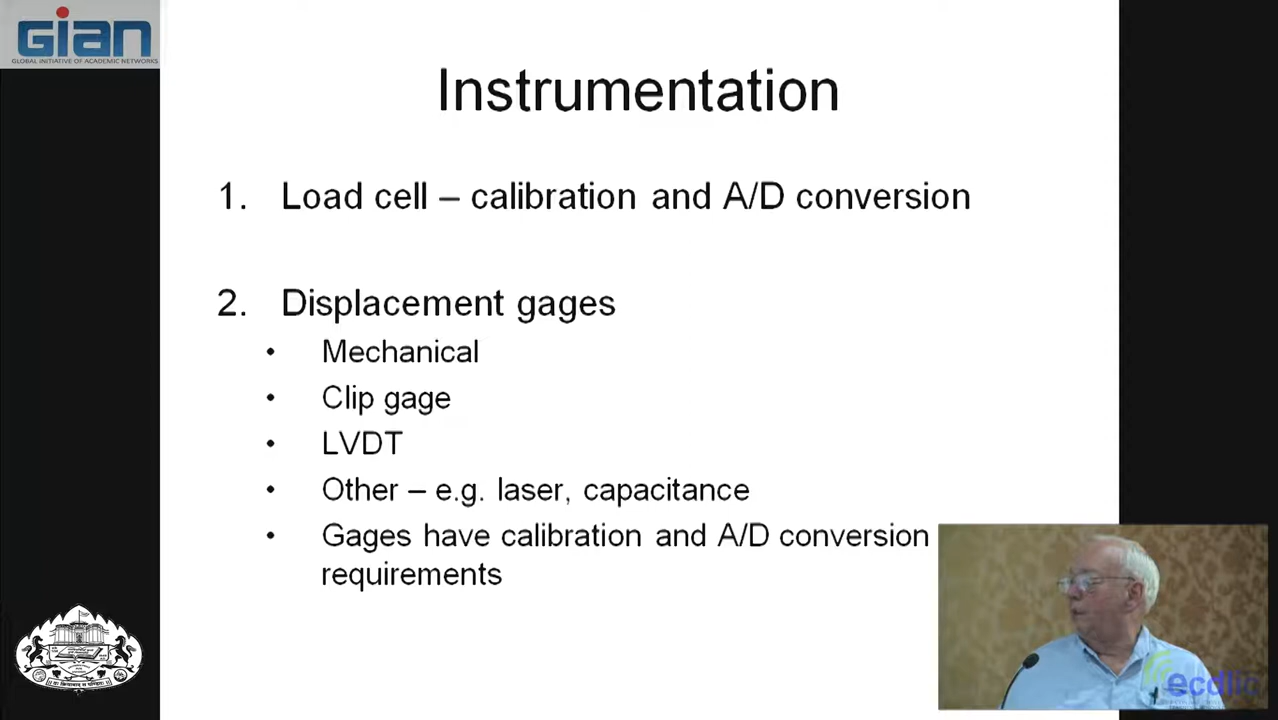 GIAN
GLOBAL INITIATIVE OF ACADEMIC NETWORKS
Instrumentation
1. Load cell – calibration and A/D conversion
2. Displacement gages
• Mechanical
• Clip gage
• LVDT
• Other – e.g. laser, capacitance
• Gages have calibration and A/D conversion
requirements